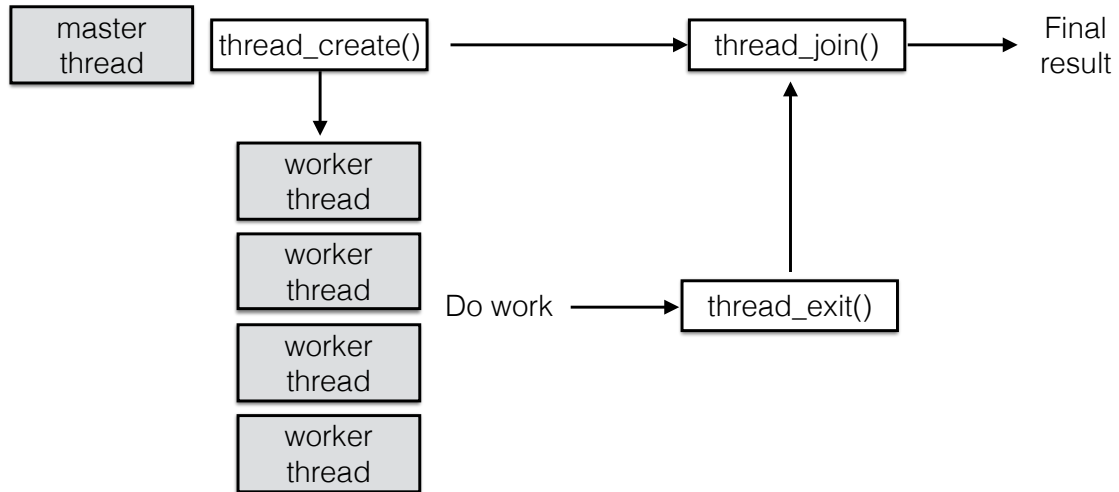 master
thread
thread_create()
thread_join()
Final
result
worker
thread
worker
thread
Do work
thread_exit()
worker
thread
worker
thread